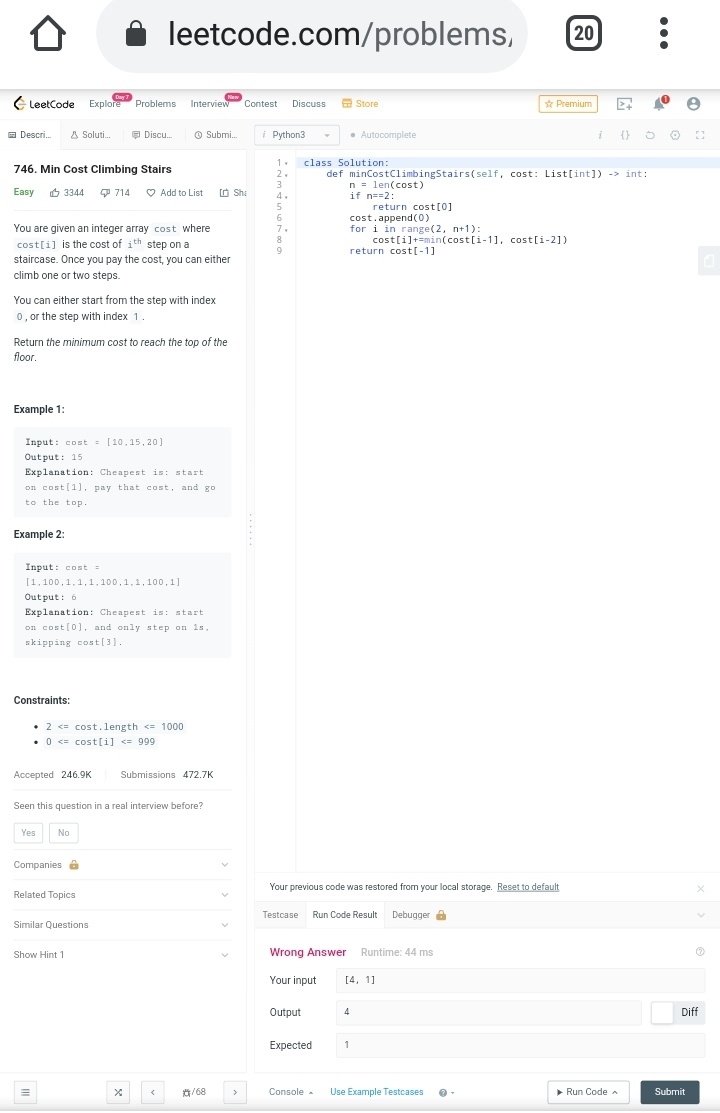 leetcode.com/problems,
20
LeetCode
Explore
Day 7
Problems
Interview
New
Contest
Discuss
Store
Premium
1
Descri...
Soluti...
Discu...
Submi...
i Python3
Autocomplete
746. Min Cost Climbing Stairs
Easy
3344
714
Add to List
Sha
You are given an integer array cost where
cost[i] is the cost of ith step on a
staircase. Once you pay the cost, you can either
climb one or two steps.
You can either start from the step with index
0, or the step with index 1.
Return the minimum cost to reach the top of the
floor.
Example 1:
Input: cost = [10,15,20]
Output: 15
Explanation: Cheapest is: start
on cost[1], pay that cost, and go
to the top.
Example 2:
Input: cost =
[1,100,1,1,1,100,1,1,100,1]
Output: 6
Explanation: Cheapest is: start
on cost[0], and only step on 1s,
skipping cost[3].
Constraints:
• 2 <= cost.length <= 1000
• 0 <= cost[i] <= 999
Accepted 246.9K
Submissions 472.7K
Seen this question in a real interview before?
Yes
No
Companies
Related Topics
Similar Questions
Show Hint 1
/68
1 class Solution:
2 def minCostClimbingStairs(self, cost: List[int]) -> int:
3 n = len(cost)
4 if n==2:
5 return cost[0]
6 cost.append(0)
7 for i in range(2, n+1):
8 cost[i]+=min(cost[i-1], cost[i-2])
9 return cost[-1]
Your previous code was restored from your local storage. Reset to default
Testcase
Run Code Result
Debugger
Wrong Answer
Runtime: 44 ms
Your input
[4, 1]
Output
4
Diff
Expected
1
Console
Use Example Testcases
Run Code
Submit